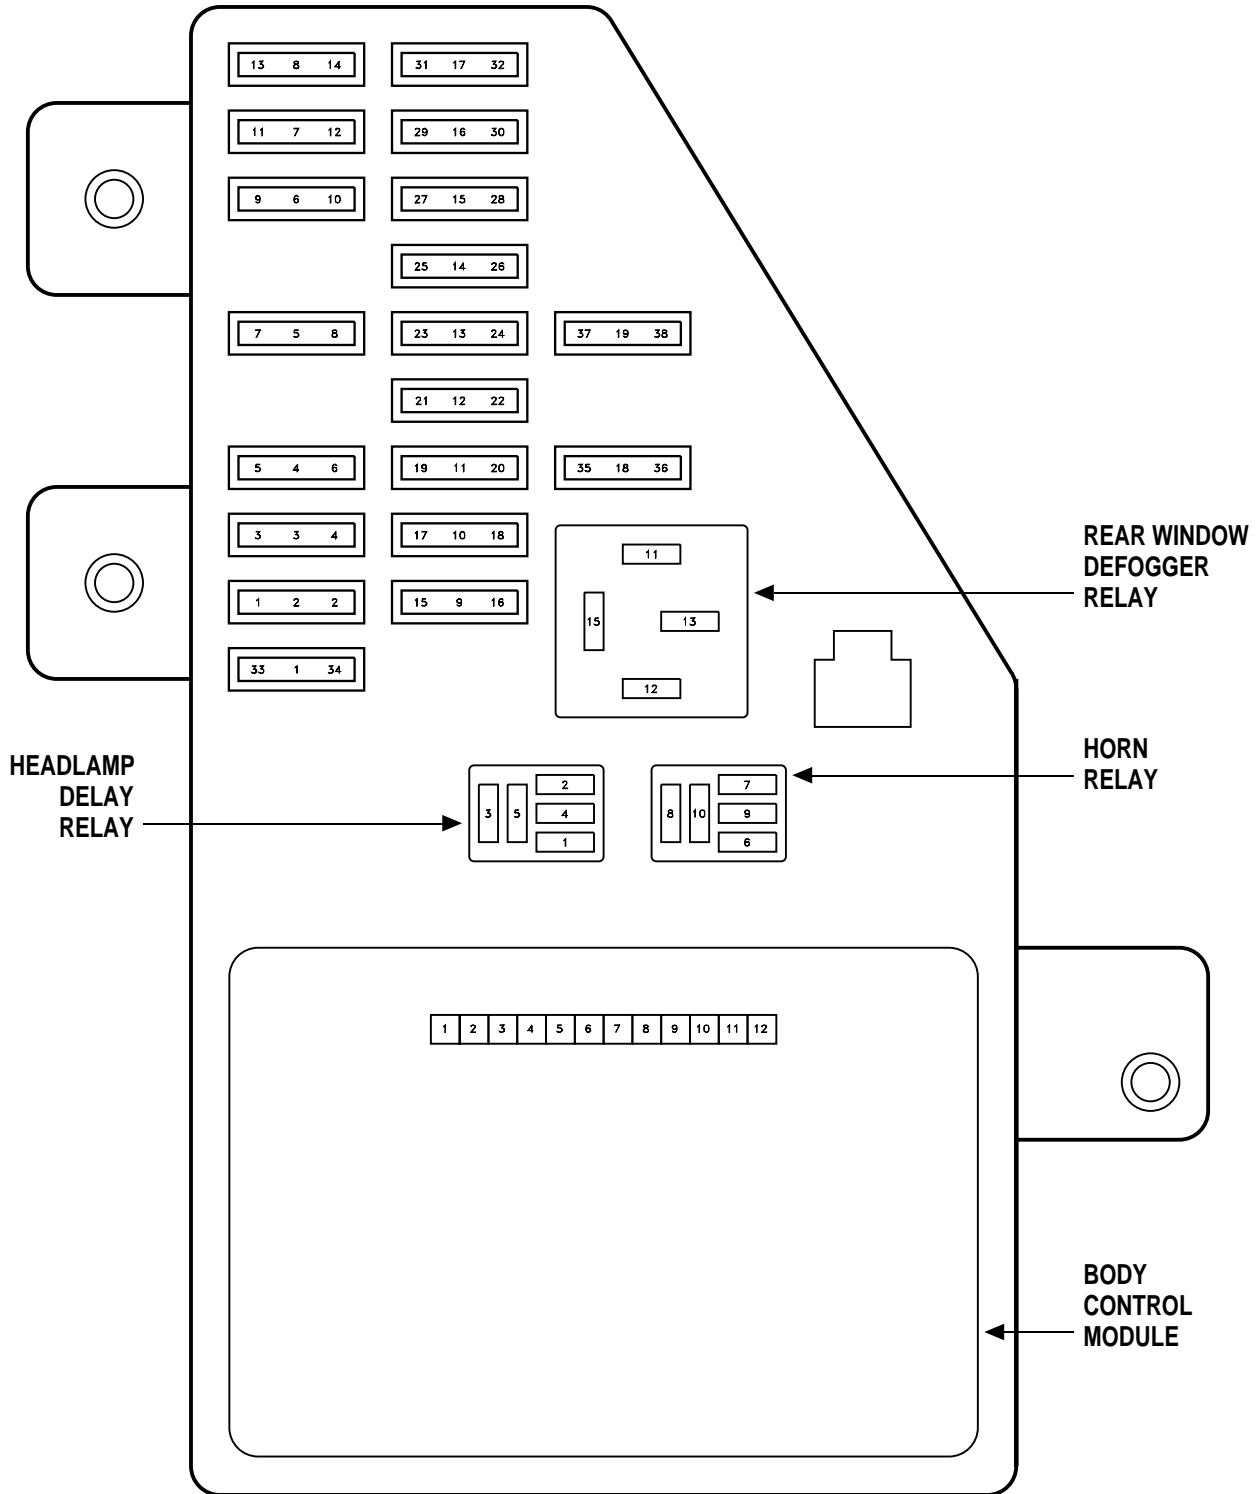 13 8 14
31 17 32
11 7 12
29 16 30
9 6 10
27 15 28
25 14 26
7 5 8
23 13 24
37 19 38
21 12 22
5 4 6
19 11 20
35 18 36
3 3 4
17 10 18
1 2 2
15 9 16
33 1 34
11
15
13
12
REAR WINDOW
DEFOGGER
RELAY
HEADLAMP
DELAY
RELAY
3 5
2
4
1
8 10
7
9
6
HORN
RELAY
1 2 3 4 5 6 7 8 9 10 11 12
BODY
CONTROL
MODULE